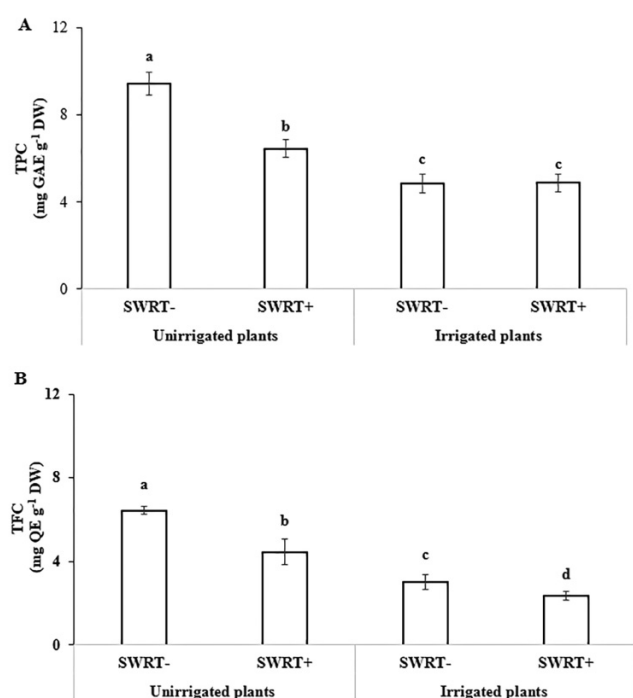 A
12
8
4
0
TPC
(mg GAE g-1 DW)
a
b
c
c
SWRT-
SWRT+
SWRT-
SWRT+
Unirrigated plants
Irrigated plants
B
12
8
4
0
TFC
(mg QE g-1 DW)
a
b
c
d
SWRT-
SWRT+
SWRT-
SWRT+
Unirrigated plants
Irrigated plants